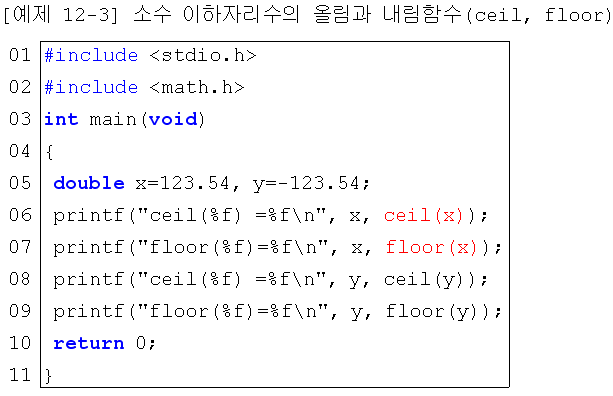 [예제 12-3] 소수 이하자리수의 올림과 내림함수(ceil, floor)
01 #include <stdio.h>
02 #include <math.h>
03 int main(void)
04 {
05 double x=123.54, y=-123.54;
06 printf("ceil(%f) =%f\n", x, ceil(x));
07 printf("floor(%f)=%f\n", x, floor(x));
08 printf("ceil(%f) =%f\n", y, ceil(y));
09 printf("floor(%f)=%f\n", y, floor(y));
10 return 0;
11 }